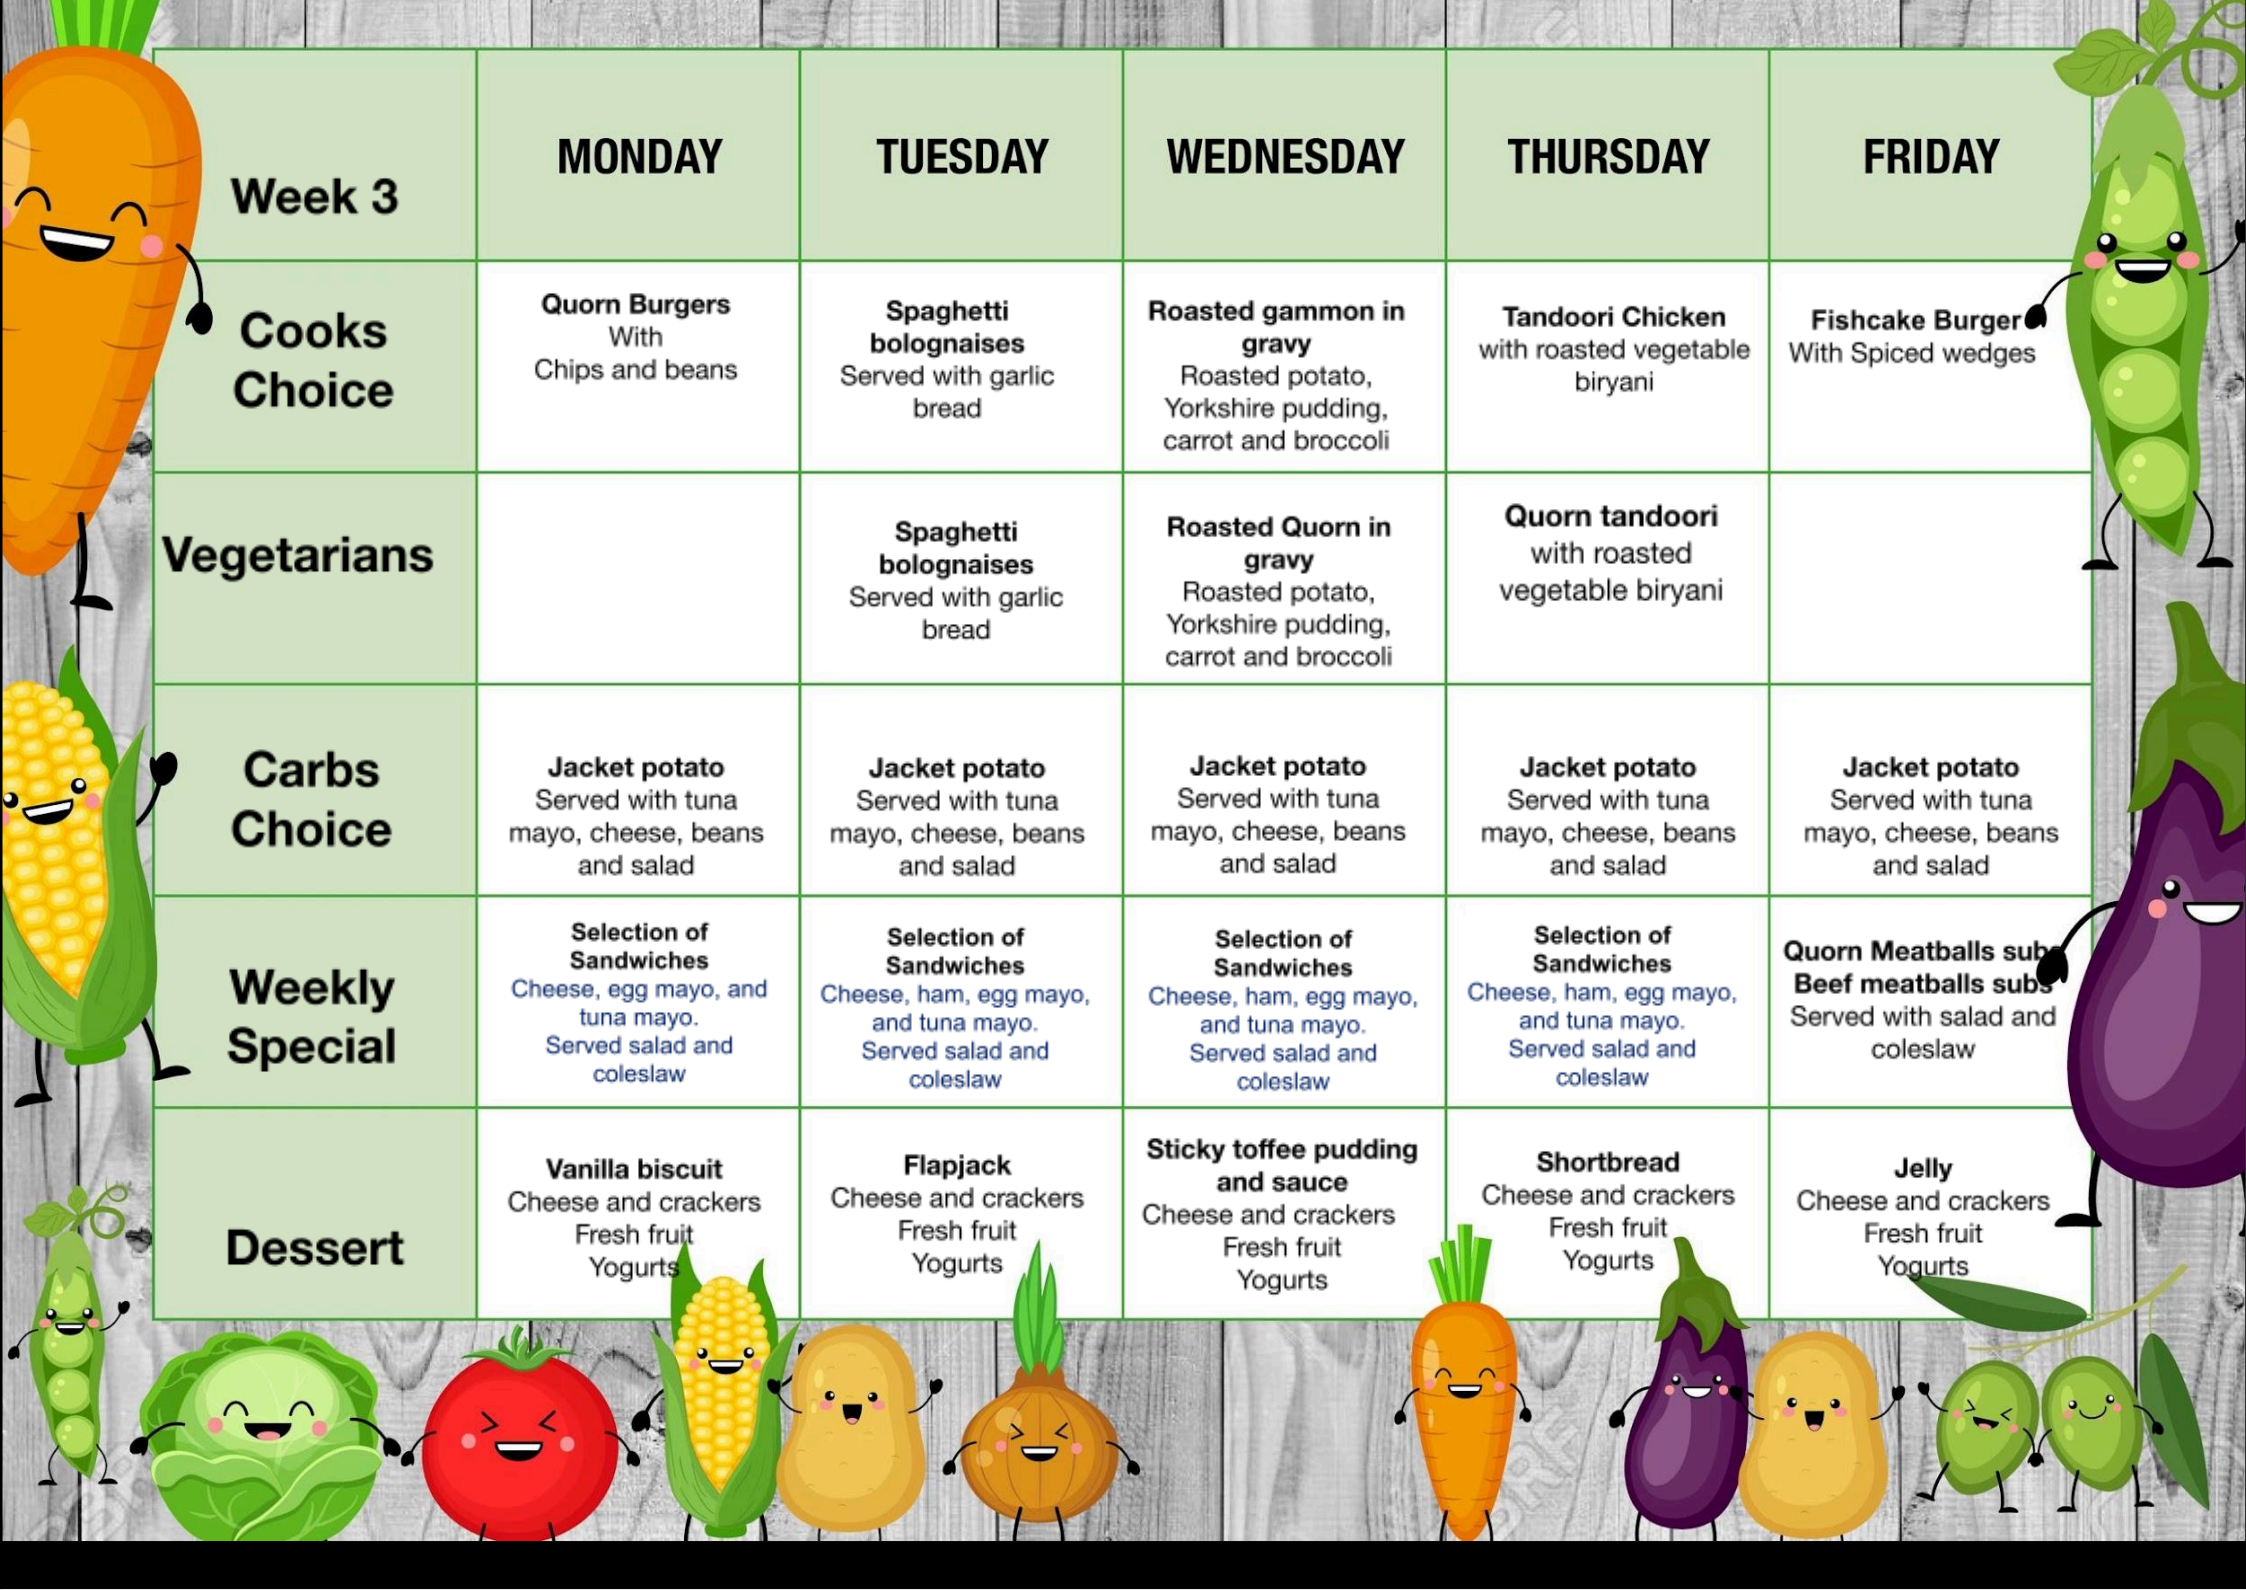 Week 3
MONDAY
TUESDAY
WEDNESDAY
THURSDAY
FRIDAY
Cooks
Choice
Quorn Burgers
With
Chips and beans
Spaghetti
bolognaises
Served with garlic
bread
Roasted gammon in
gravy
Roasted potato,
Yorkshire pudding,
carrot and broccoli
Tandoori Chicken
with roasted vegetable
biryani
Fishcake Burger
With Spiced wedges
Vegetarians
Spaghetti
bolognaises
Served with garlic
bread
Roasted Quorn in
gravy
Roasted potato,
Yorkshire pudding,
carrot and broccoli
Quorn tandoori
with roasted
vegetable biryani
Carbs
Choice
Jacket potato
Served with tuna
mayo, cheese, beans
and salad
Jacket potato
Served with tuna
mayo, cheese, beans
and salad
Jacket potato
Served with tuna
mayo, cheese, beans
and salad
Jacket potato
Served with tuna
mayo, cheese, beans
and salad
Jacket potato
Served with tuna
mayo, cheese, beans
and salad
Weekly
Special
Selection of
Sandwiches
Cheese, egg mayo, and
tuna mayo.
Served salad and
coleslaw
Selection of
Sandwiches
Cheese, ham, egg mayo,
and tuna mayo.
Served salad and
coleslaw
Selection of
Sandwiches
Cheese, ham, egg mayo,
and tuna mayo.
Served salad and
coleslaw
Selection of
Sandwiches
Cheese, ham, egg mayo,
and tuna mayo.
Served salad and
coleslaw
Quorn Meatballs subs
Beef meatballs subs
Served with salad and
coleslaw
Dessert
Vanilla biscuit
Cheese and crackers
Fresh fruit
Yogurts
Flapjack
Cheese and crackers
Fresh fruit
Yogurts
Sticky toffee pudding
and sauce
Cheese and crackers
Fresh fruit
Yogurts
Shortbread
Cheese and crackers
Fresh fruit
Yogurts
Jelly
Cheese and crackers
Fresh fruit
Yogurts